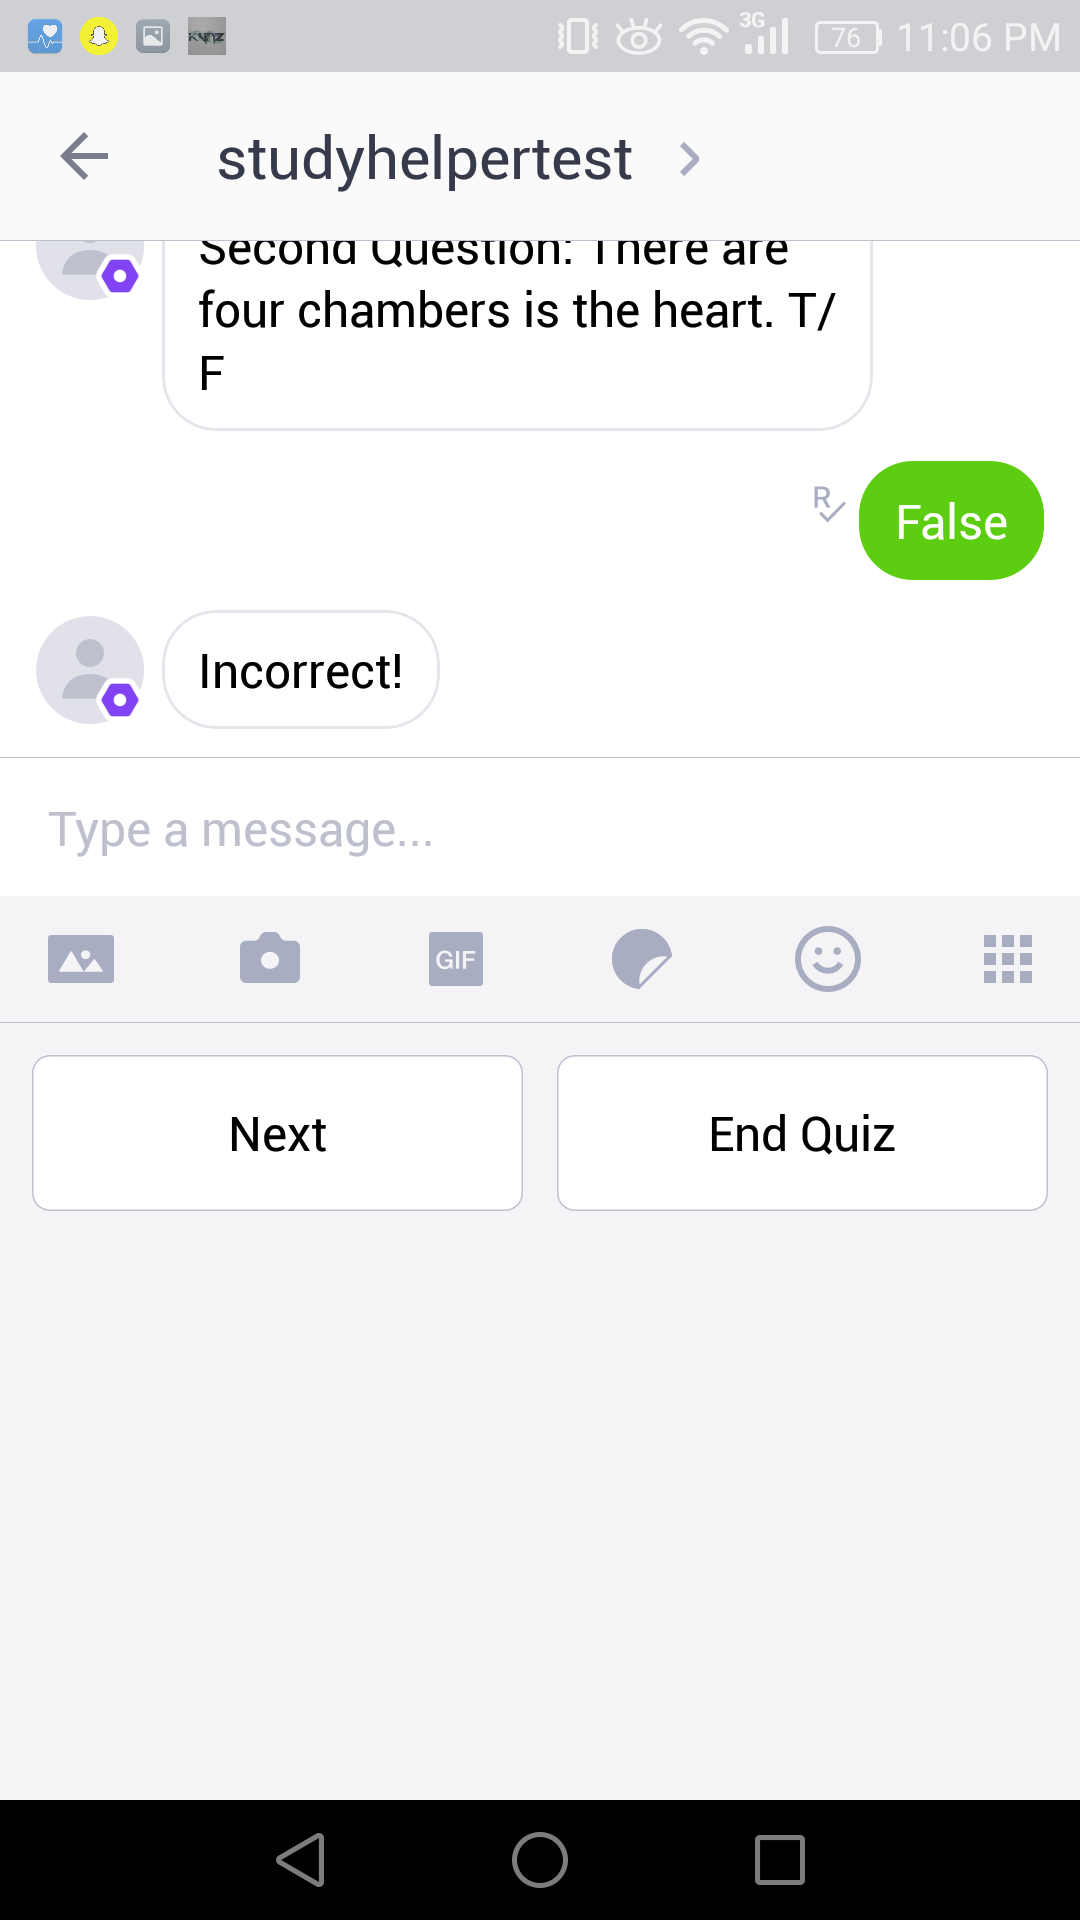 3G 76 11:06 PM
studyhelpertest
Second Question: There are
four chambers is the heart. T/
F
R
False
Incorrect!
Type a message...
GIF
Next
End Quiz